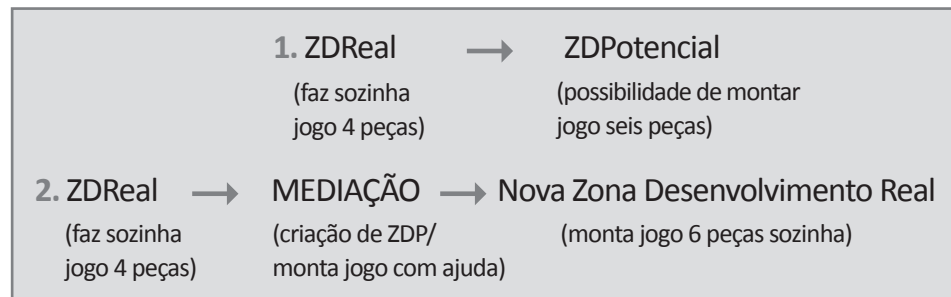 1. ZDReal → ZDPotencial
(faz sozinha (possibilidade de montar
jogo 4 peças) jogo seis peças)
2. ZDReal → MEDIAÇÃO → Nova Zona Desenvolvimento Real
(faz sozinha (criação de ZDP/ (monta jogo 6 peças sozinha)
jogo 4 peças) monta jogo com ajuda)